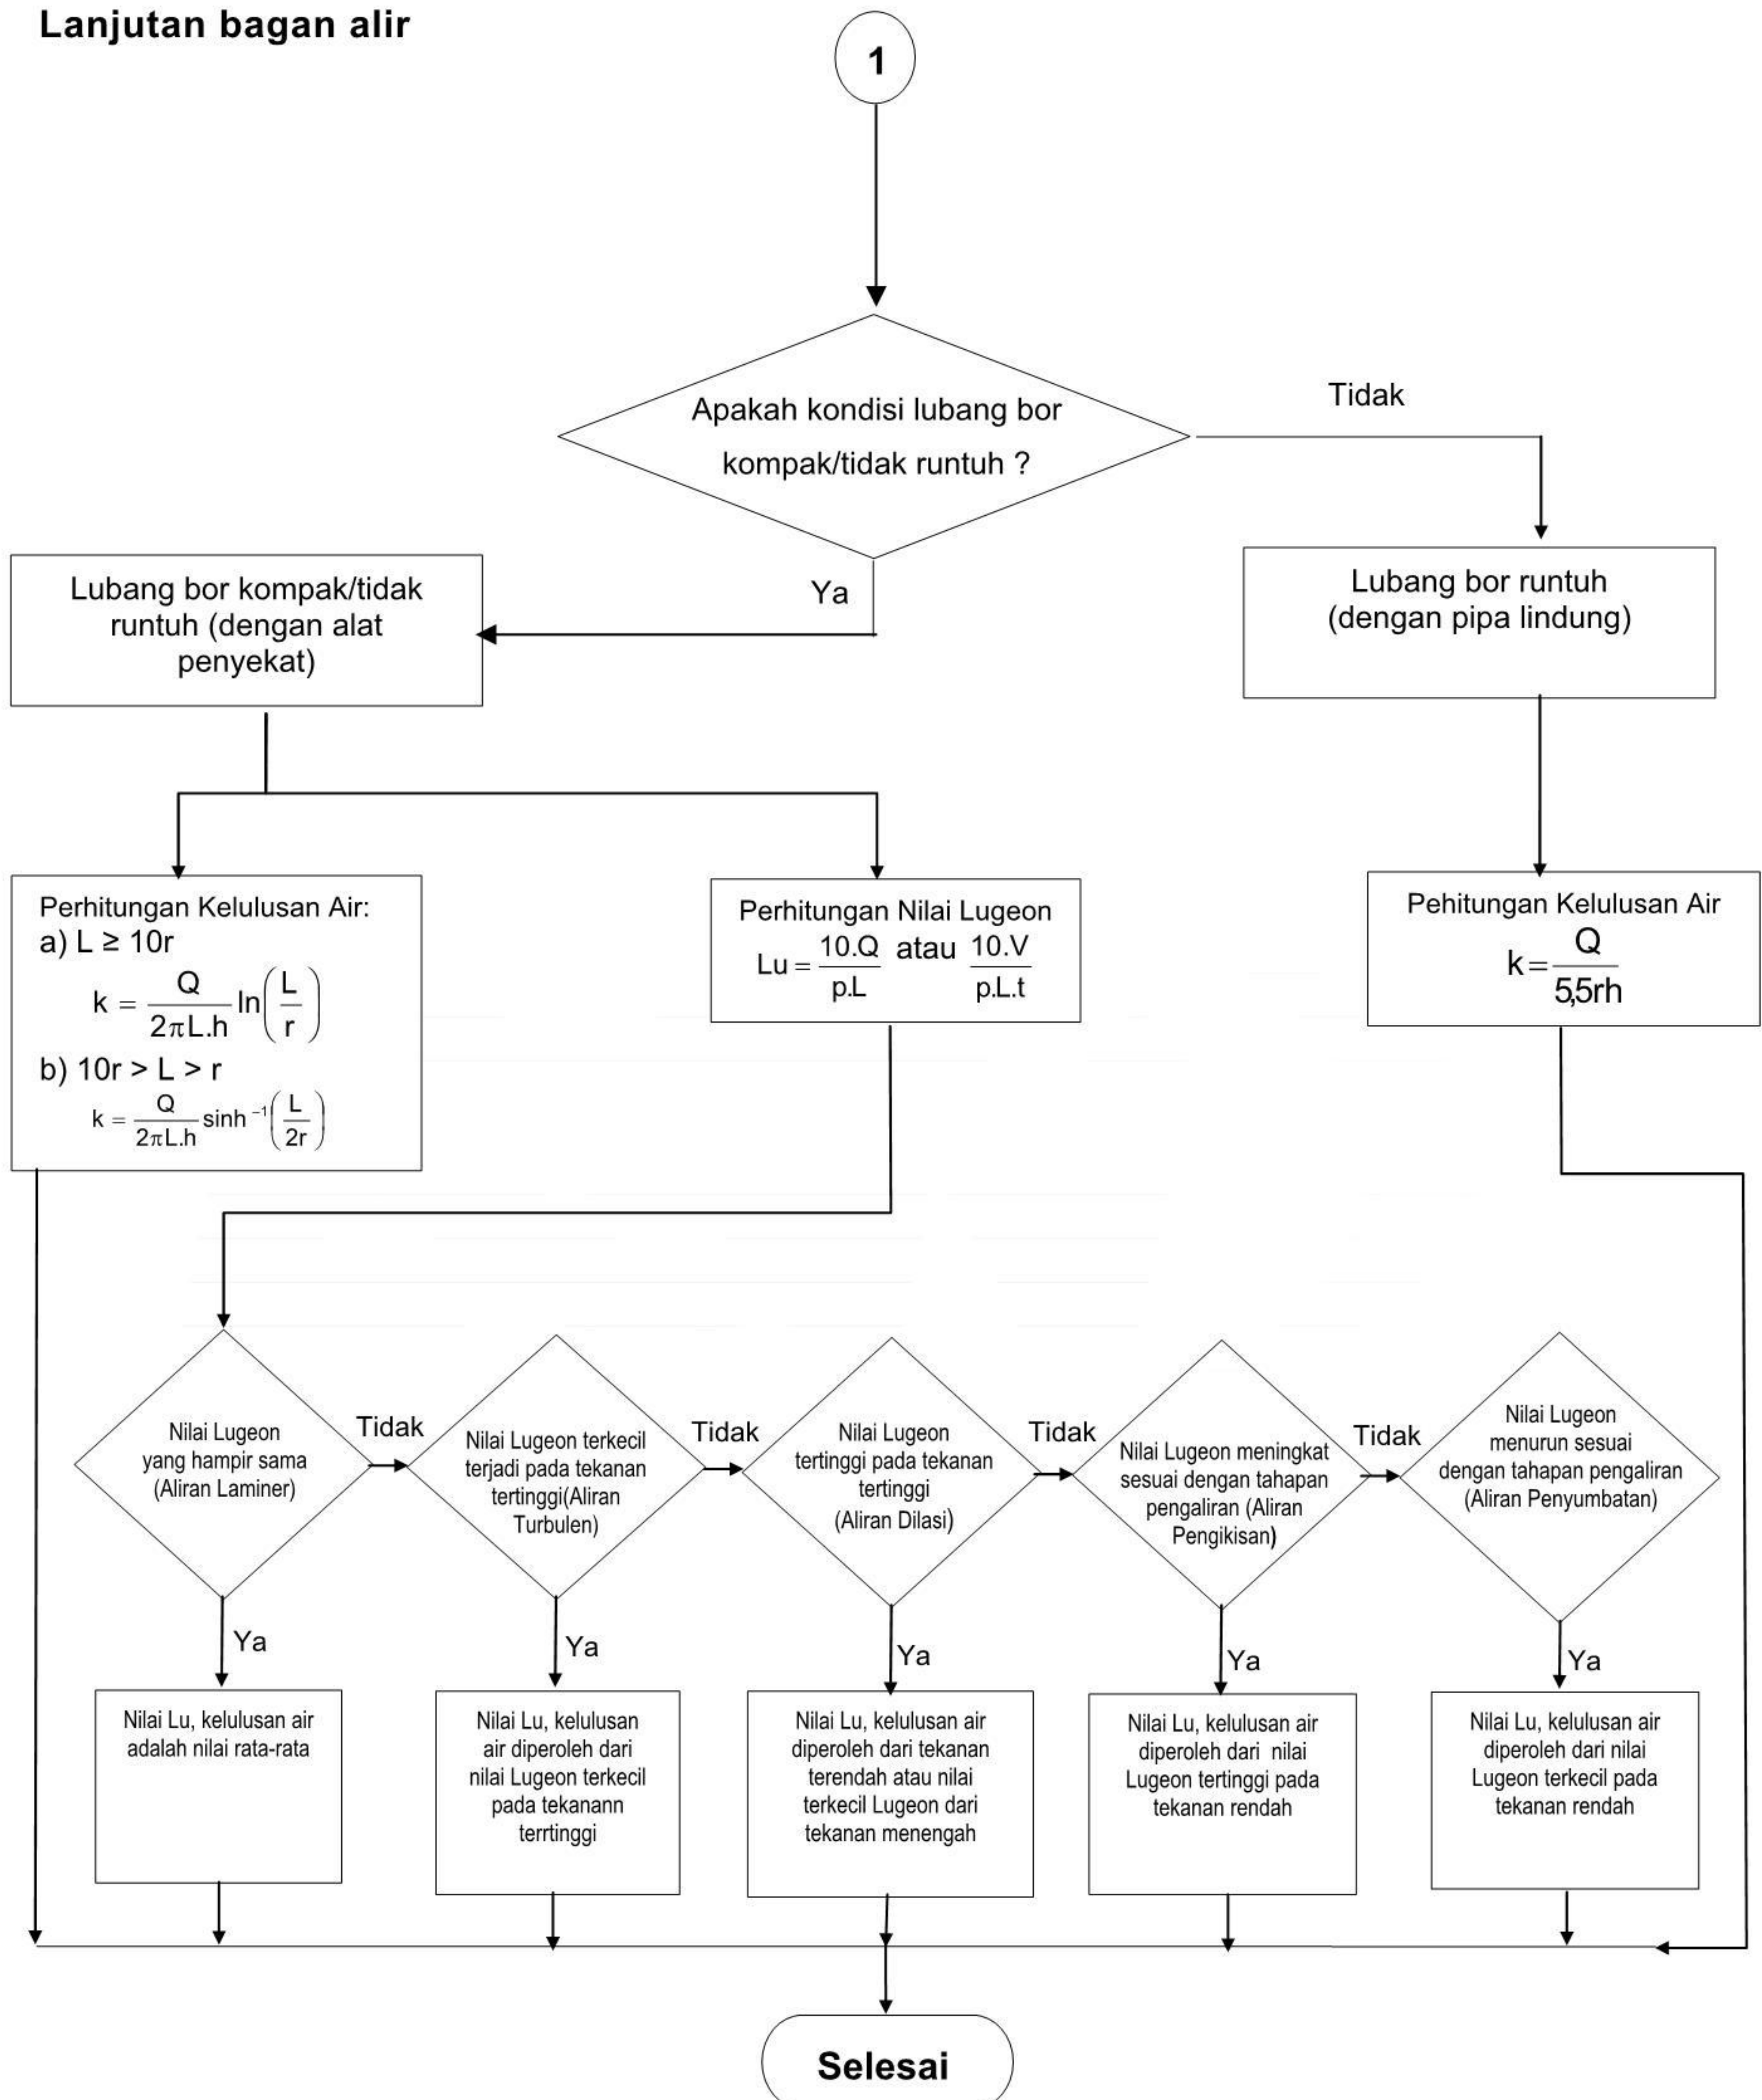 Lanjutan bagan alir
1
Apakah kondisi lubang bor
kompak/tidak runtuh ?
Tidak
Ya
Lubang bor kompak/tidak
runtuh (dengan alat
penyekat)
Lubang bor runtuh
(dengan pipa lindung)
Perhitungan Kelulusan Air:
a) L ≥ 10r
k = Q / 2πL.h ln(L / r)
b) 10r > L > r
k = Q / 2πL.h sinh⁻¹(L / 2r)
Perhitungan Nilai Lugeon
Lu = 10.Q / p.L atau 10.V / p.L.t
Pehitungan Kelulusan Air
k = Q / 5,5rh
Nilai Lugeon
yang hampir sama
(Aliran Laminer)
Tidak
Nilai Lugeon terkecil
terjadi pada tekanan
tertinggi(Aliran
Turbulen)
Tidak
Nilai Lugeon
tertinggi pada tekanan
tertinggi
(Aliran Dilasi)
Tidak
Nilai Lugeon meningkat
sesuai dengan tahapan
pengaliran (Aliran
Pengikisan)
Tidak
Nilai Lugeon
menurun sesuai
dengan tahapan pengaliran
(Aliran Penyumbatan)
Ya
Ya
Ya
Ya
Ya
Nilai Lu, kelulusan air
adalah nilai rata-rata
Nilai Lu, kelulusan
air diperoleh dari
nilai Lugeon terkecil
pada tekanann
terrtinggi
Nilai Lu, kelulusan air
diperoleh dari tekanan
terendah atau nilai
terkecil Lugeon dari
tekanan menengah
Nilai Lu, kelulusan air
diperoleh dari nilai
Lugeon tertinggi pada
tekanan rendah
Nilai Lu, kelulusan air
diperoleh dari nilai
Lugeon terkecil pada
tekanan rendah
Selesai